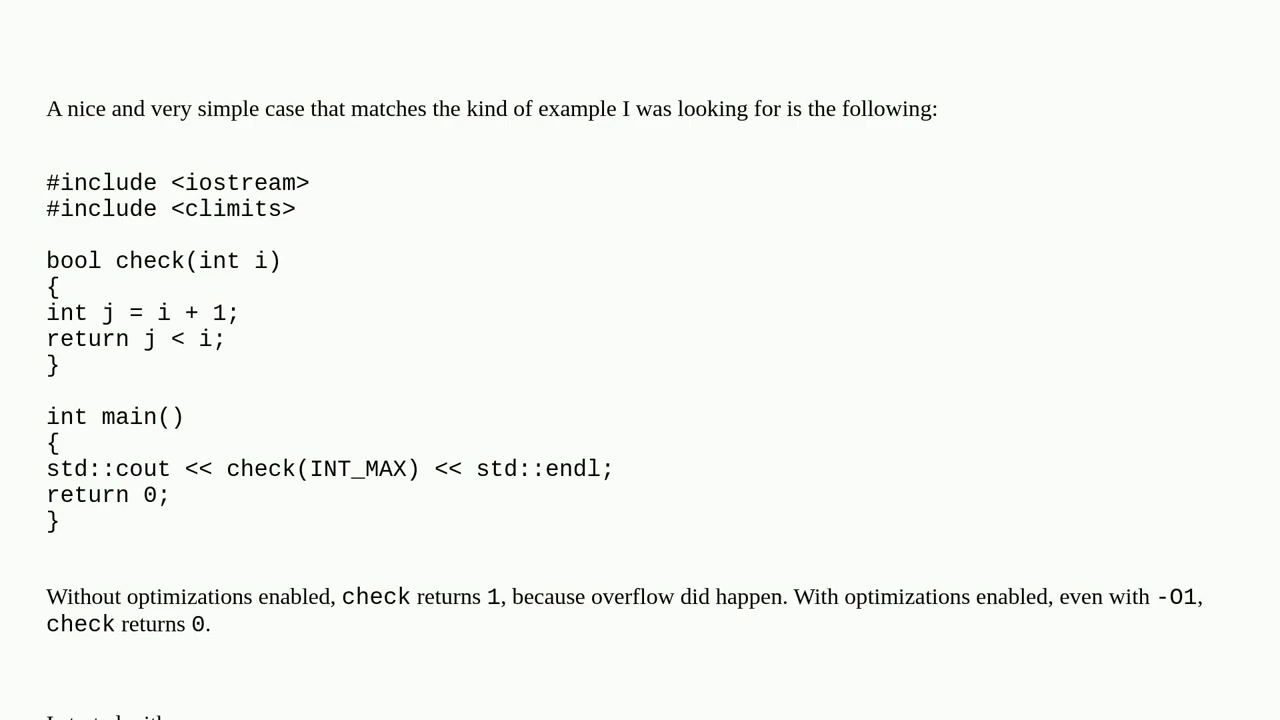 A nice and very simple case that matches the kind of example I was looking for is the following:
#include <iostream>
#include <climits>
bool check(int i)
{
int j = i + 1;
return j < i;
}
int main()
{
std::cout << check(INT_MAX) << std::endl;
return 0;
}
Without optimizations enabled, check returns 1, because overflow did happen. With optimizations enabled, even with -O1,
check returns 0.